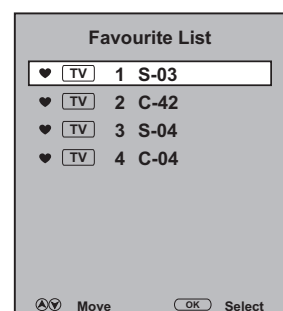 Favourite List
TV 1 S-03
TV 2 C-42
TV 3 S-04
TV 4 C-04
Move OK Select